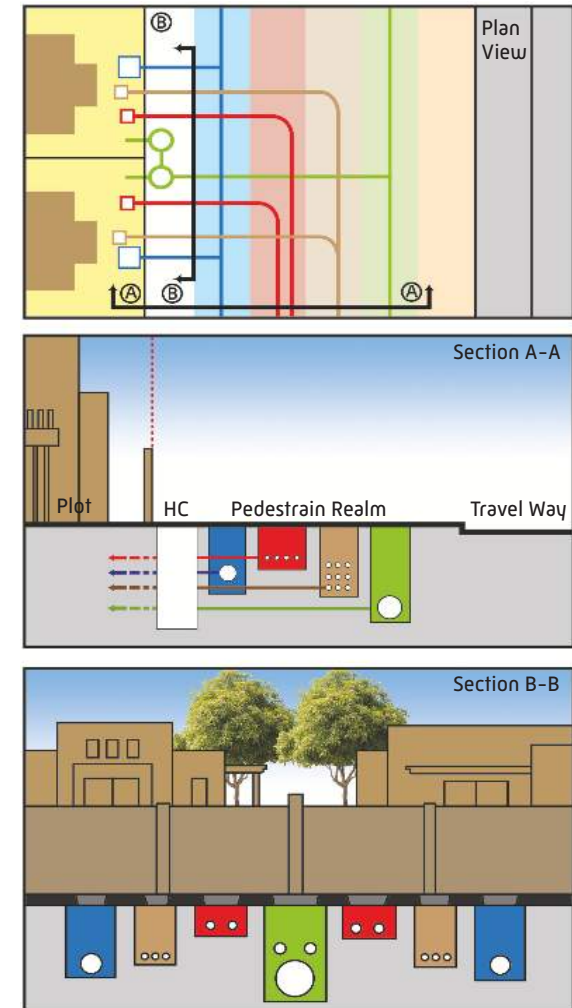 Ⓑ
Plan
View
Ⓐ Ⓑ Ⓐ
Section A-A
Plot HC Pedestrain Realm Travel Way
Section B-B